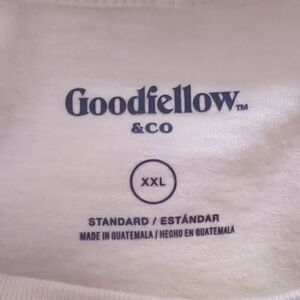 Goodfellow™
& CO
XXL
STANDARD / ESTÁNDAR
MADE IN GUATEMALA / HECHO EN GUATEMALA